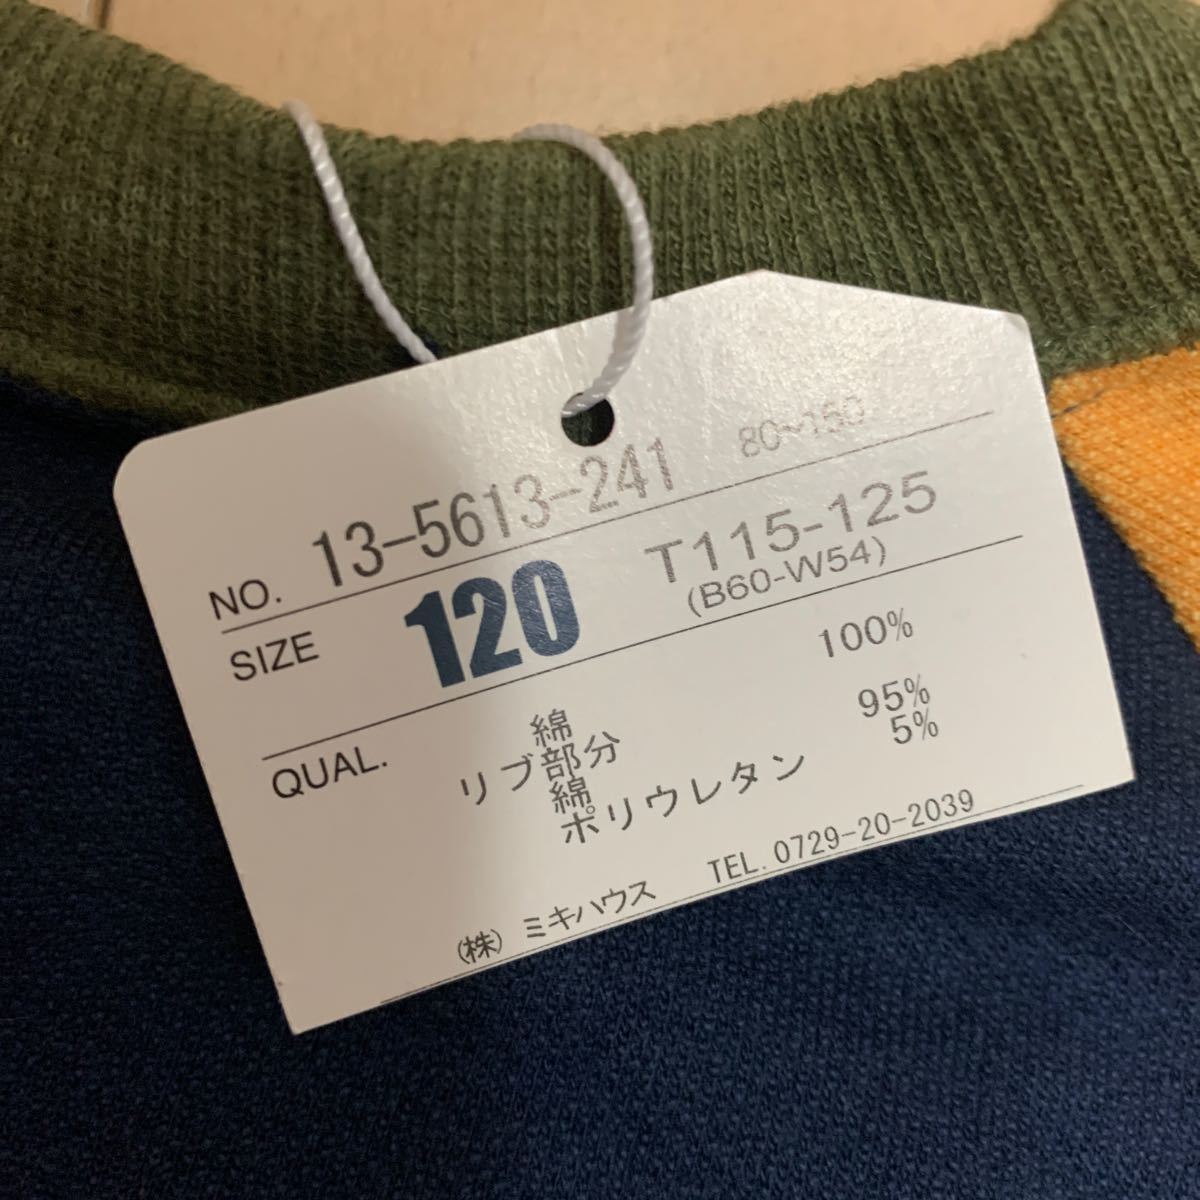 NO. 13-5613-241 80~150
SIZE 120 T115-125
(B60-W54)
QUAL. 綿 100%
リブ部分
綿 95%
ポリウレタン 5%
(株) ミキハウス TEL. 0729-20-2039